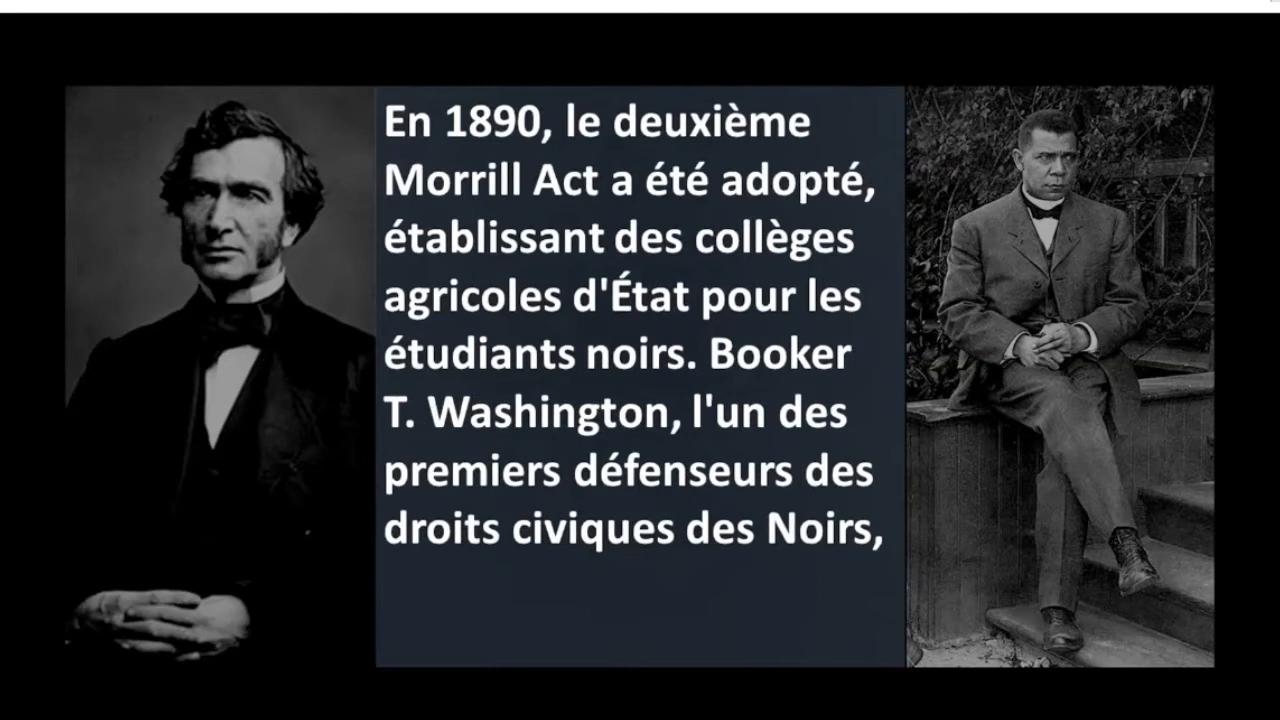 En 1890, le deuxième
Morrill Act a été adopté,
établissant des collèges
agricoles d'État pour les
étudiants noirs. Booker
T. Washington, l'un des
premiers défenseurs des
droits civiques des Noirs,